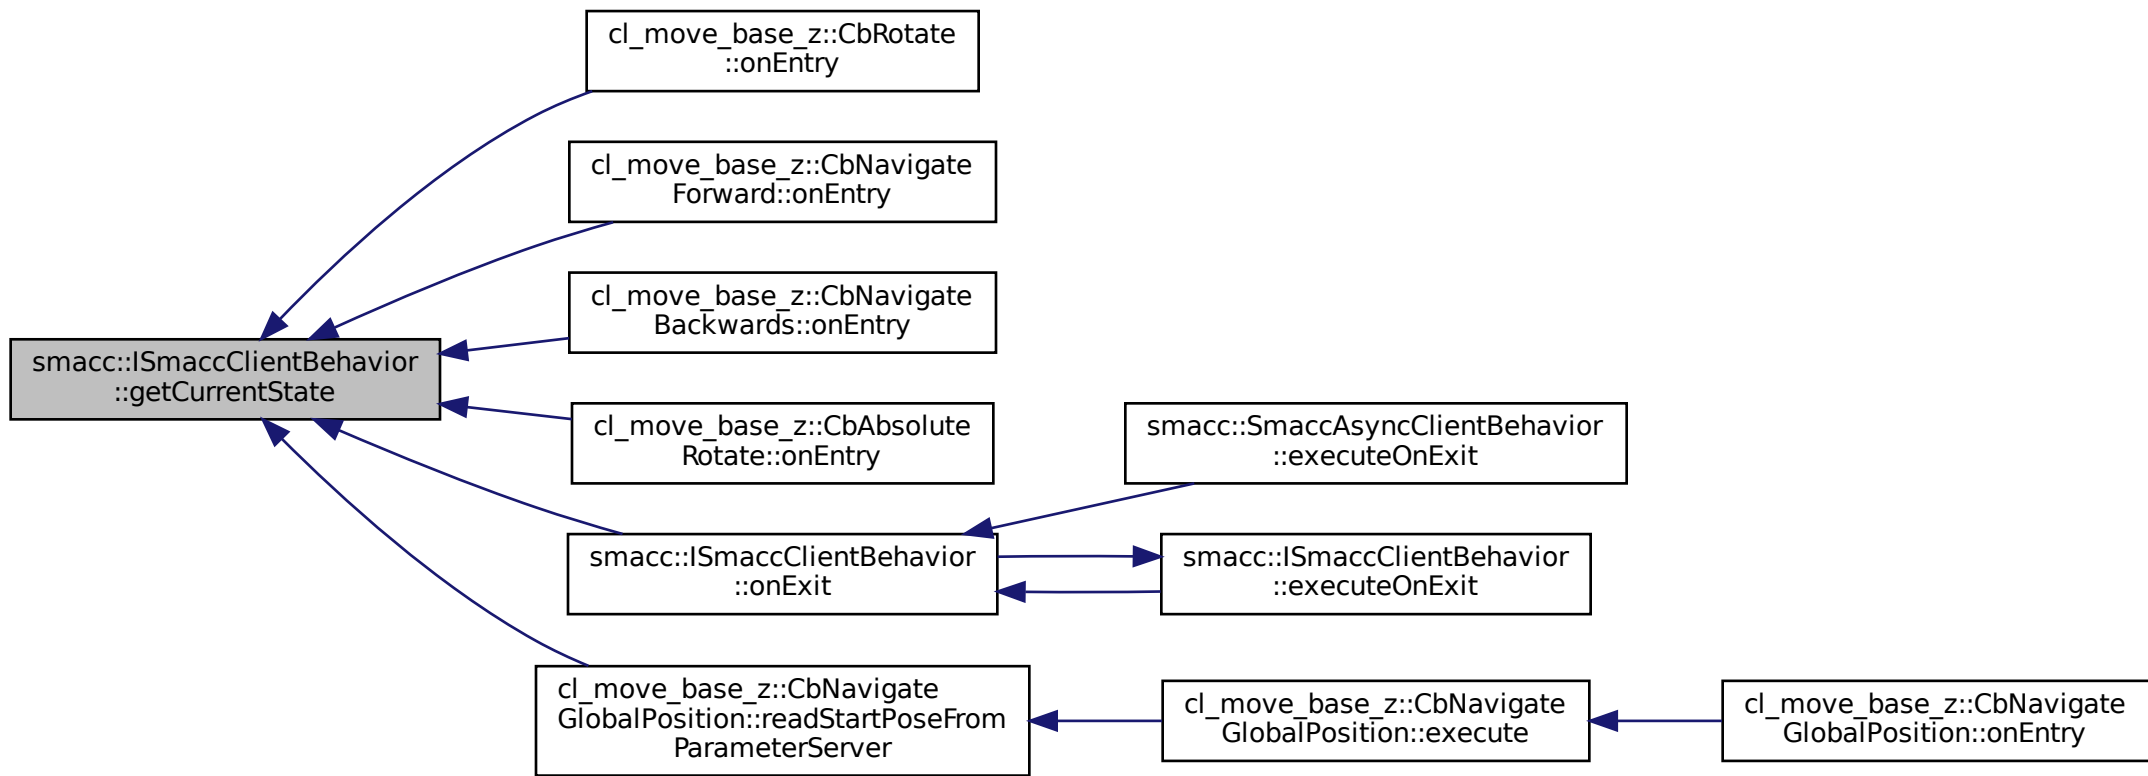 cl_move_base_z::CbRotate
::onEntry
cl_move_base_z::CbNavigate
Forward::onEntry
cl_move_base_z::CbNavigate
Backwards::onEntry
smacc::ISmaccClientBehavior
::getCurrentState
cl_move_base_z::CbAbsolute
Rotate::onEntry
smacc::SmaccAsyncClientBehavior
::executeOnExit
smacc::ISmaccClientBehavior
::onExit
smacc::ISmaccClientBehavior
::executeOnExit
cl_move_base_z::CbNavigate
GlobalPosition::readStartPoseFrom
ParameterServer
cl_move_base_z::CbNavigate
GlobalPosition::execute
cl_move_base_z::CbNavigate
GlobalPosition::onEntry